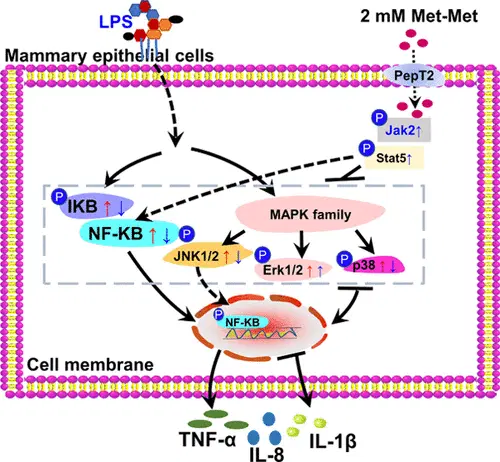 LPS
2 mM Met-Met
Mammary epithelial cells
PepT2
P
Jak2↑
P
Stat5↑
P
IKB ↑ ↓
NF-KB ↑ ↓
P
MAPK family
JNK1/2 ↑ ↓
P
Erk1/2 ↑ ↑
P
p38 ↑ ↓
P
NF-KB
Cell membrane
TNF-α
IL-8
IL-1β